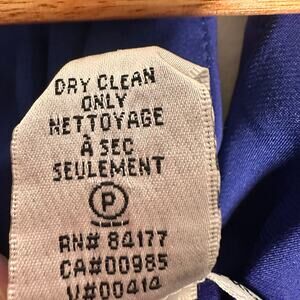 DRY CLEAN
ONLY
NETTOYAGE
À SEC
SEULEMENT
P
RN# 84177
CA#00985
V#00414